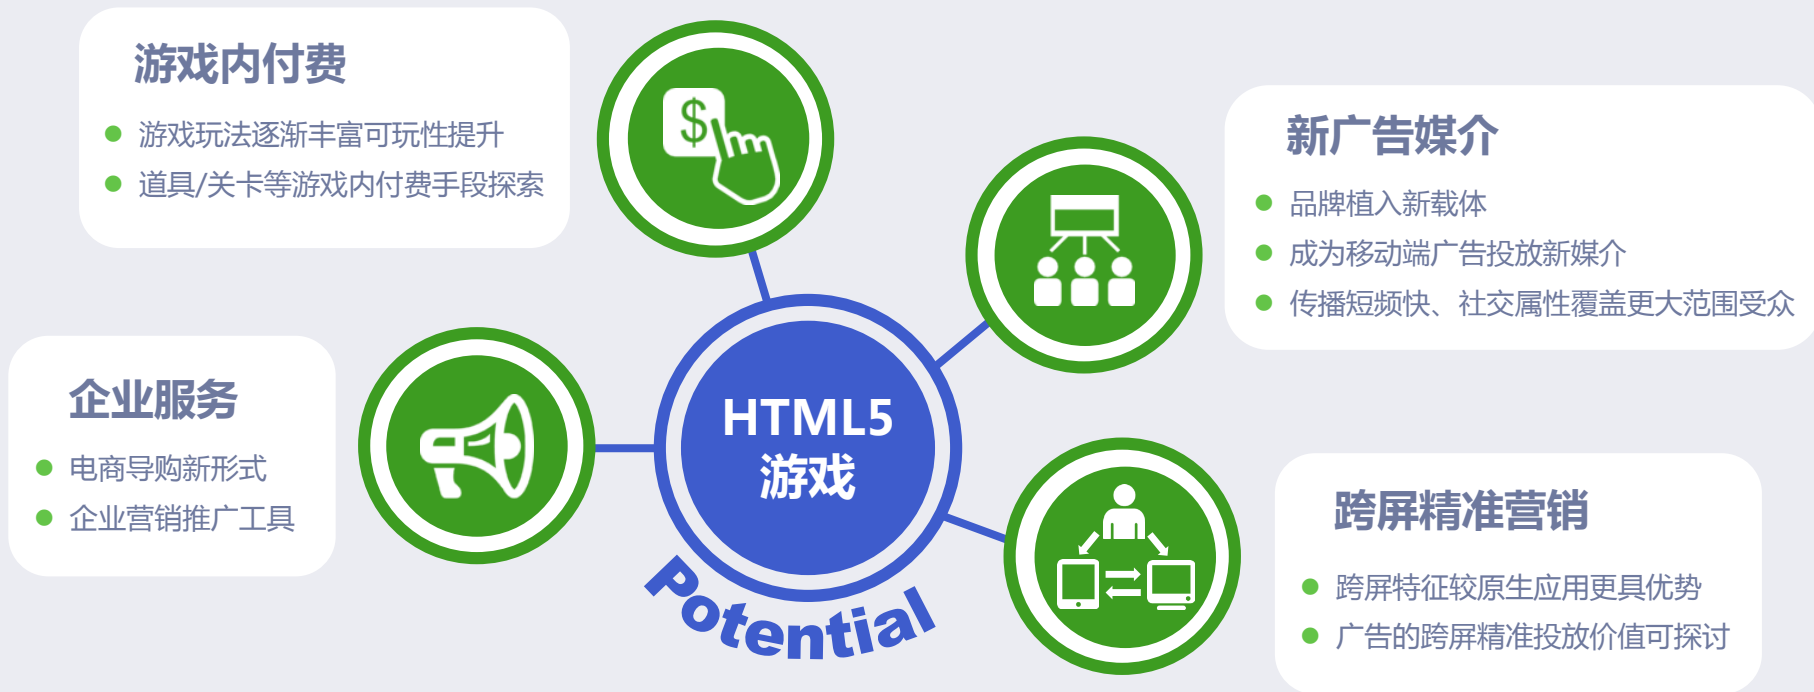 游戏内付费
游戏玩法逐渐丰富可玩性提升
道具/关卡等游戏内付费手段探索
$
新广告媒介
品牌植入新载体
成为移动端广告投放新媒介
传播短频快、社交属性覆盖更大范围受众
企业服务
电商导购新形式
企业营销推广工具
HTML5
游戏
Potential
跨屏精准营销
跨屏特征较原生应用更具优势
广告的跨屏精准投放价值可探讨